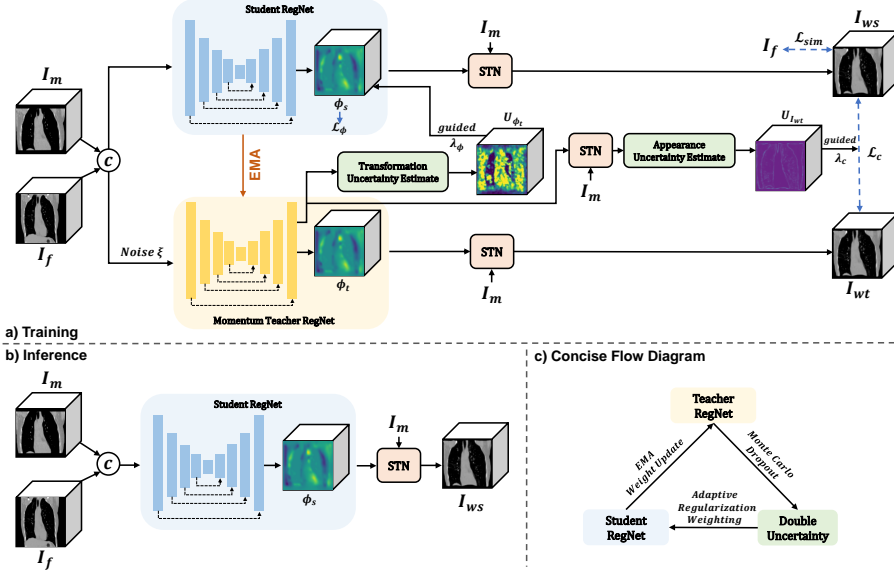 Student RegNet
I_m
I_f
C
ϕ_s
ℒ_ϕ
I_m
STN
I_f
ℒ_sim
I_ws
EMA
guided
λ_ϕ
U_ϕt
Transformation
Uncertainty Estimate
STN
I_m
Appearance
Uncertainty Estimate
U_Iwt
guided
λ_c
ℒ_c
Noise ξ
ϕ_t
STN
I_m
I_wt
Momentum Teacher RegNet
a) Training
b) Inference
I_m
I_f
C
Student RegNet
ϕ_s
I_m
STN
I_ws
c) Concise Flow Diagram
Teacher
RegNet
EMA
Weight Update
Monte Carlo
Dropout
Adaptive
Regularization
Weighting
Student
RegNet
Double
Uncertainty